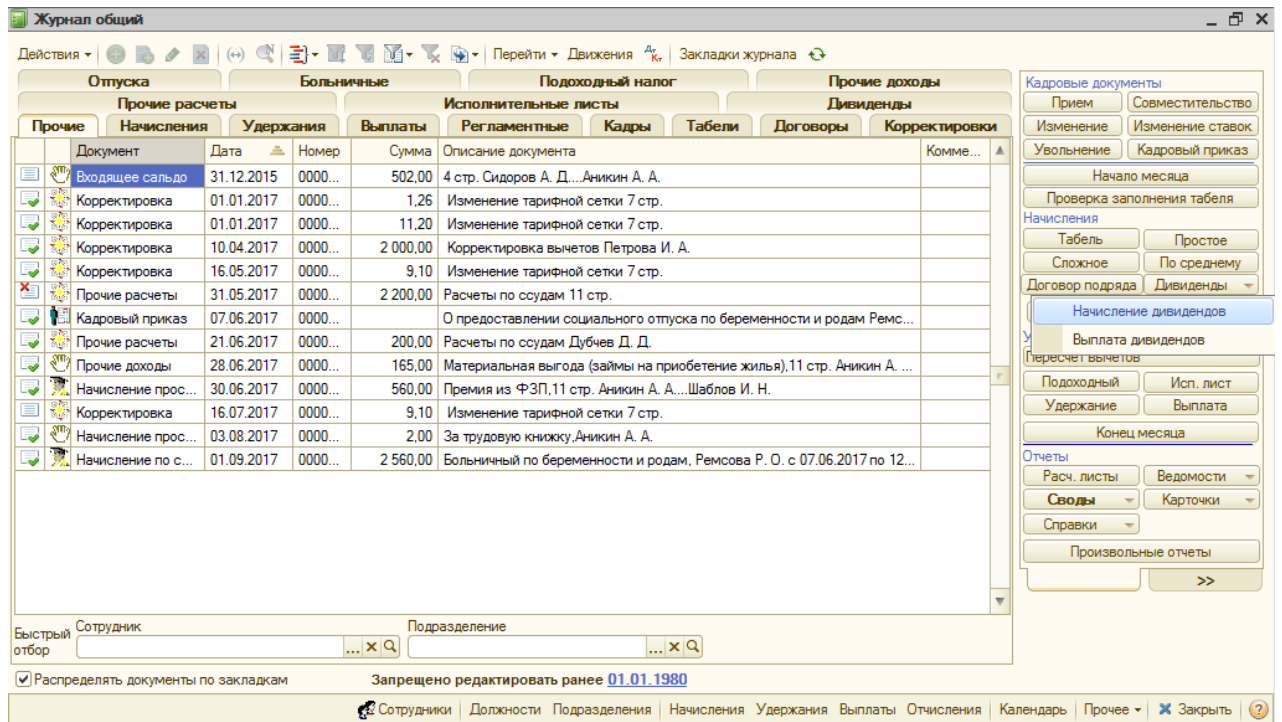 Журнал общий
Действия Перейти Движения Дт Кт Закладки журнала
Отпуска Больничные Подоходный налог Прочие доходы
Прочие расчеты Исполнительные листы Дивиденды
Прочие Начисления Удержания Выплаты Регламентные Кадры Табели Договоры Корректировки
Документ Дата Номер Сумма Описание документа Комме...
Входящее сальдо 31.12.2015 0000... 502,00 4 стр. Сидоров А. Д....Аникин А. А.
Корректировка 01.01.2017 0000... 1,26 Изменение тарифной сетки 7 стр.
Корректировка 01.01.2017 0000... 11,20 Изменение тарифной сетки 7 стр.
Корректировка 10.04.2017 0000... 2 000,00 Корректировка вычетов Петрова И. А.
Корректировка 16.05.2017 0000... 9,10 Изменение тарифной сетки 7 стр.
Прочие расчеты 31.05.2017 0000... 2 200,00 Расчеты по ссудам 11 стр.
Кадровый приказ 07.06.2017 0000... О предоставлении социального отпуска по беременности и родам Ремс...
Прочие расчеты 21.06.2017 0000... 200,00 Расчеты по ссудам Дубчев Д. Д.
Прочие доходы 28.06.2017 0000... 165,00 Материальная выгода (займы на приобетение жилья),11 стр. Аникин А. ...
Начисление прос... 30.06.2017 0000... 560,00 Премия из ФЗП,11 стр. Аникин А. А....Шаблов И. Н.
Корректировка 16.07.2017 0000... 9,10 Изменение тарифной сетки 7 стр.
Начисление прос... 03.08.2017 0000... 2,00 За трудовую книжку,Аникин А. А.
Начисление по с... 01.09.2017 0000... 2 560,00 Больничный по беременности и родам, Ремсова Р. О. с 07.06.2017 по 12...
Быстрый отбор
Сотрудник ... Подразделение ...
Распределять документы по закладкам Запрещено редактировать ранее 01.01.1980
Кадровые документы
Прием Совместительство
Изменение Изменение ставок
Увольнение Кадровый приказ
Начало месяца
Проверка заполнения табеля
Начисления
Табель Простое
Сложное По среднему
Договор подряда Дивиденды
Начисление дивидендов
Выплата дивидендов
Пересчет вычетов
Подоходный Исп. лист
Удержание Выплата
Конец месяца
Отчеты
Расч. листы Ведомости
Своды Карточки
Справки
Произвольные отчеты
>>
Сотрудники Должности Подразделения Начисления Удержания Выплаты Отчисления Календарь Прочее Закрыть ?